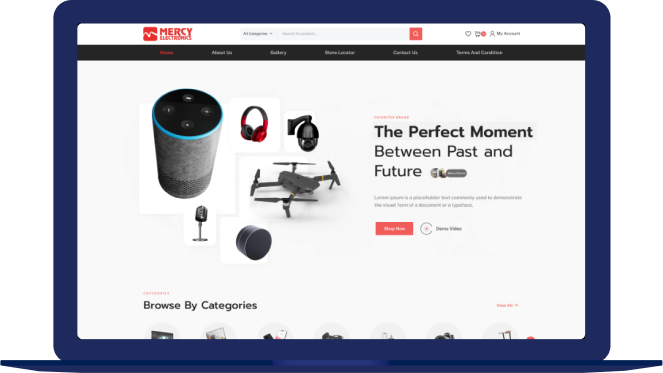 MERCY
ELECTRONICS
All Categories
Search for product...
My Account
Home
About Us
Gallery
Store Locator
Contact Us
Terms And Condition
FAVORITES BRAND
The Perfect Moment
Between Past and
Future
Lorem Ipsum is a placeholder text commonly used to demonstrate
the visual form of a document or a typeface.
Shop Now
Demo Video
CATEGORIES
Browse By Categories
View All